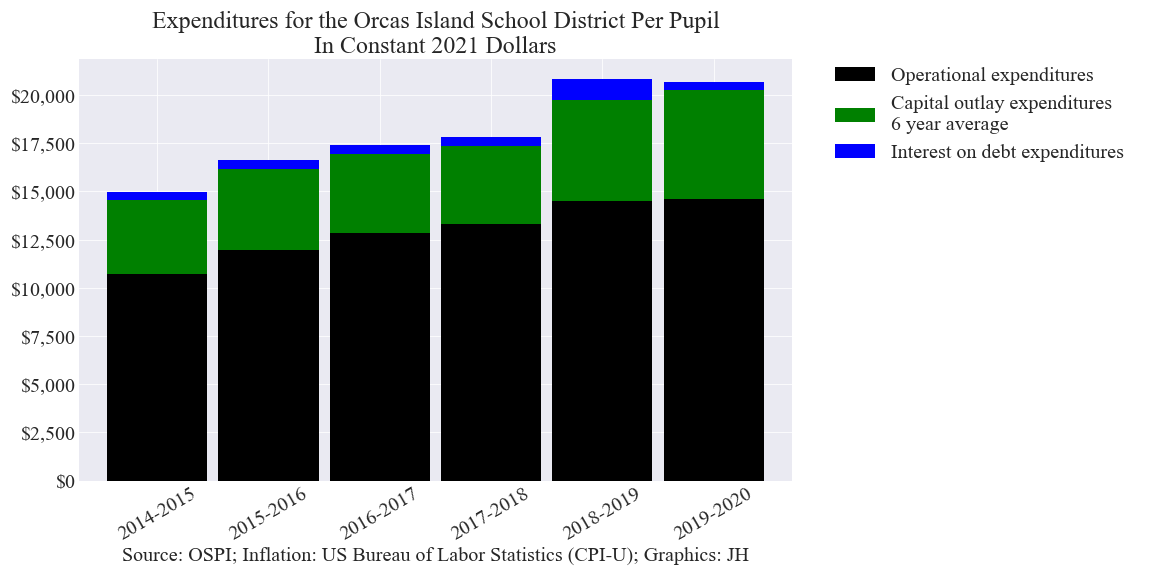 Expenditures for the Orcas Island School District Per Pupil
In Constant 2021 Dollars
$20,000
$17,500
$15,000
$12,500
$10,000
$7,500
$5,000
$2,500
$0
2014-2015
2015-2016
2016-2017
2017-2018
2018-2019
2019-2020
Source: OSPI; Inflation: US Bureau of Labor Statistics (CPI-U); Graphics: JH
Operational expenditures
Capital outlay expenditures
6 year average
Interest on debt expenditures